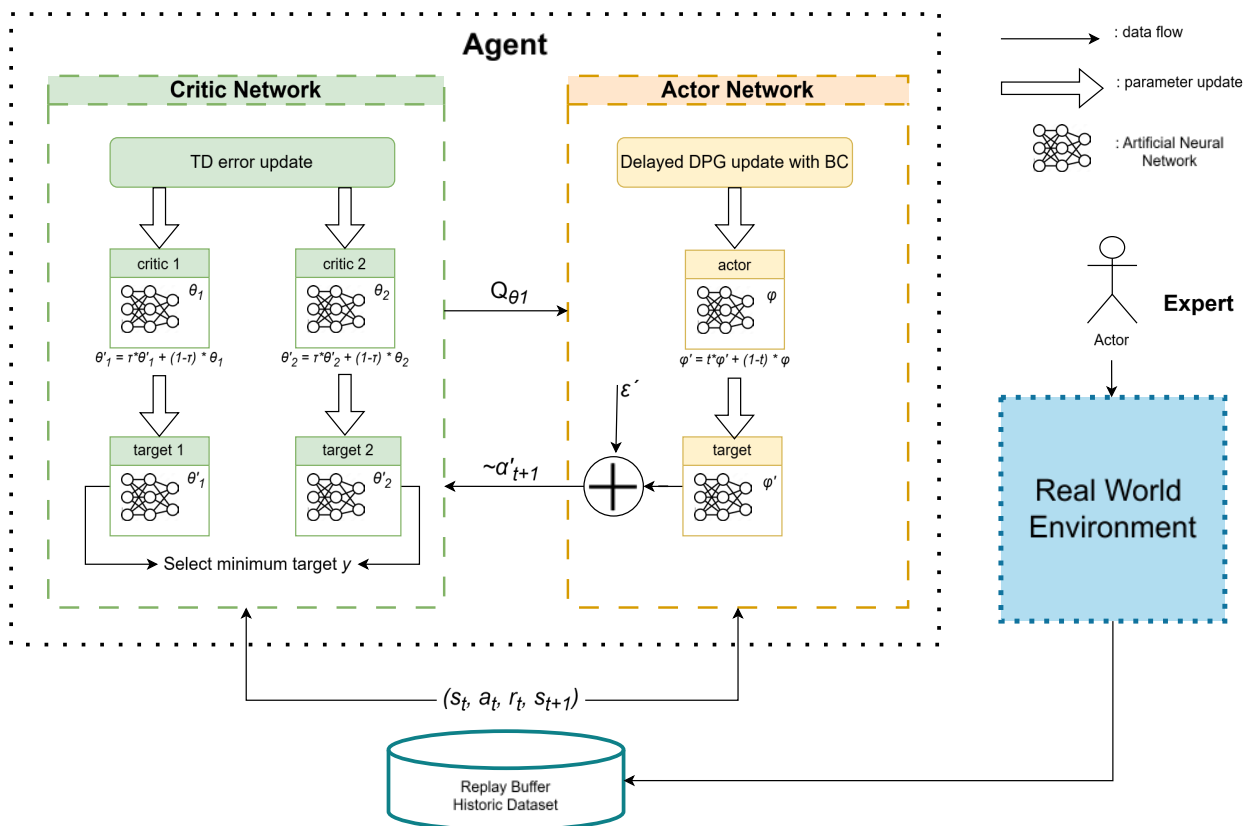 Agent
Critic Network
TD error update
critic 1
θ1
critic 2
θ2
θ'1 = τ*θ'1 + (1-τ) * θ1
θ'2 = τ*θ'2 + (1-τ) * θ2
target 1
θ'1
target 2
θ'2
Select minimum target y
Qθ1
~α't+1
Actor Network
Delayed DPG update with BC
actor
φ
φ' = t*φ' + (1-t) * φ
ε´
target
φ'
(st, at, rt, st+1)
Replay Buffer
Historic Dataset
: data flow
: parameter update
: Artificial Neural
Network
Expert
Actor
Real World
Environment